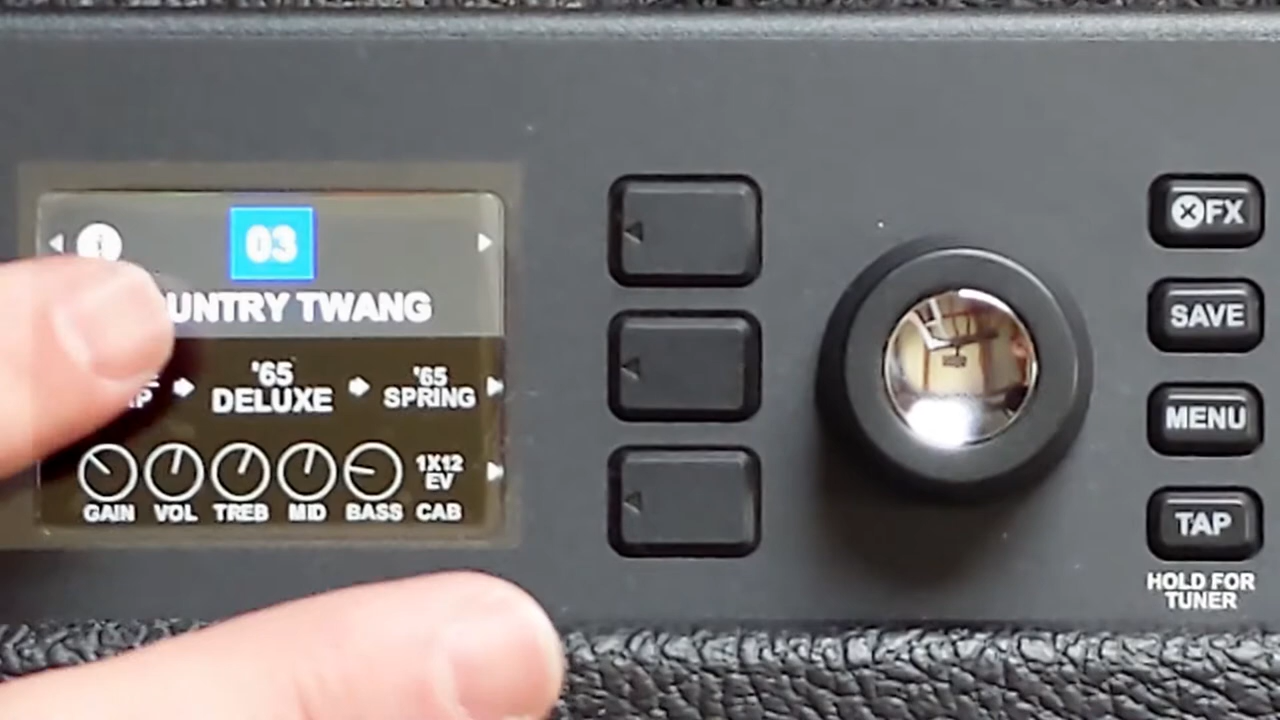 03
UNTRY TWANG
'65 DELUXE
'65 SPRING
GAIN VOL TREB MID BASS
1X12 EV CAB
FX
SAVE
MENU
TAP
HOLD FOR
TUNER